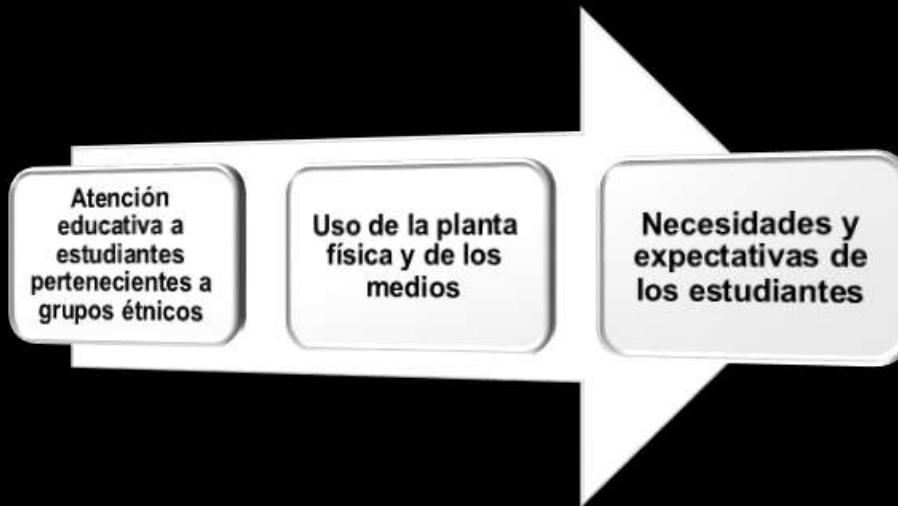 Atención
educativa a
estudiantes
pertenecientes a
grupos étnicos
Uso de la planta
física y de los
medios
Necesidades y
expectativas de
los estudiantes